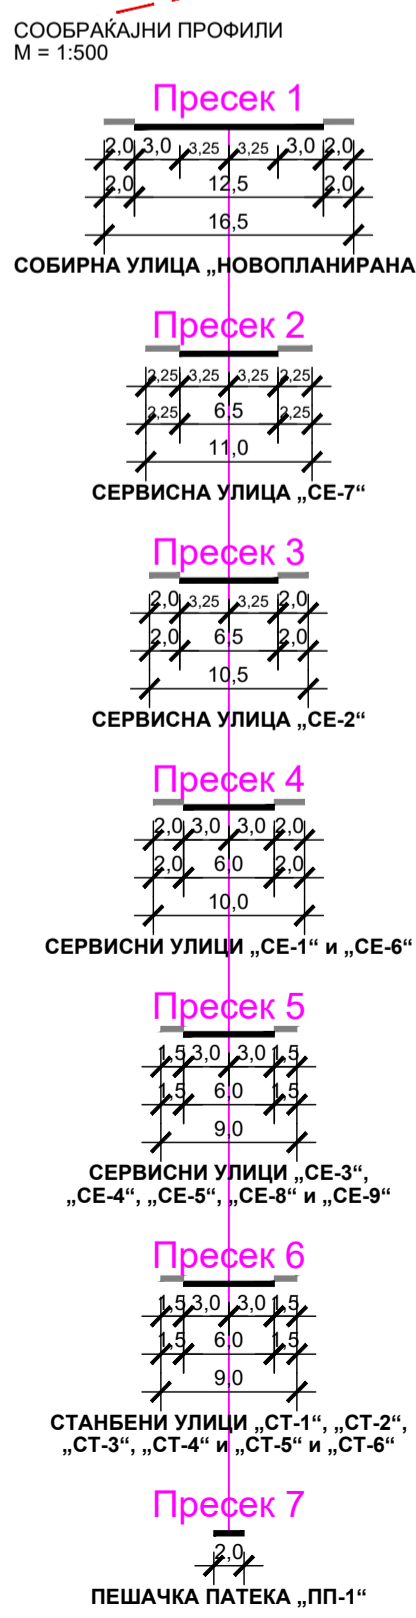 СООБРАЌАЈНИ ПРОФИЛИ
М = 1:500
Пресек 1
2,0 3,0 3,25 3,25 3,0 2,0
2,0 12,5 2,0
16,5
СОБИРНА УЛИЦА „НОВОПЛАНИРАНА
Пресек 2
2,25 3,25 3,25 2,25
2,25 6,5 2,25
11,0
СЕРВИСНА УЛИЦА „СЕ-7“
Пресек 3
2,0 3,25 3,25 2,0
2,0 6,5 2,0
10,5
СЕРВИСНА УЛИЦА „СЕ-2“
Пресек 4
2,0 3,0 3,0 2,0
2,0 6,0 2,0
10,0
СЕРВИСНИ УЛИЦИ „СЕ-1“ и „СЕ-6“
Пресек 5
1,5 3,0 3,0 1,5
1,5 6,0 1,5
9,0
СЕРВИСНИ УЛИЦИ „СЕ-3“,
„СЕ-4“, „СЕ-5“, „СЕ-8“ и „СЕ-9“
Пресек 6
1,5 3,0 3,0 1,5
1,5 6,0 1,5
9,0
СТАНБЕНИ УЛИЦИ „СТ-1“, „СТ-2“,
„СТ-3“, „СТ-4“ и „СТ-5“ и „СТ-6“
Пресек 7
2,0
ПЕШАЧКА ПАТЕКА „ПП-1“